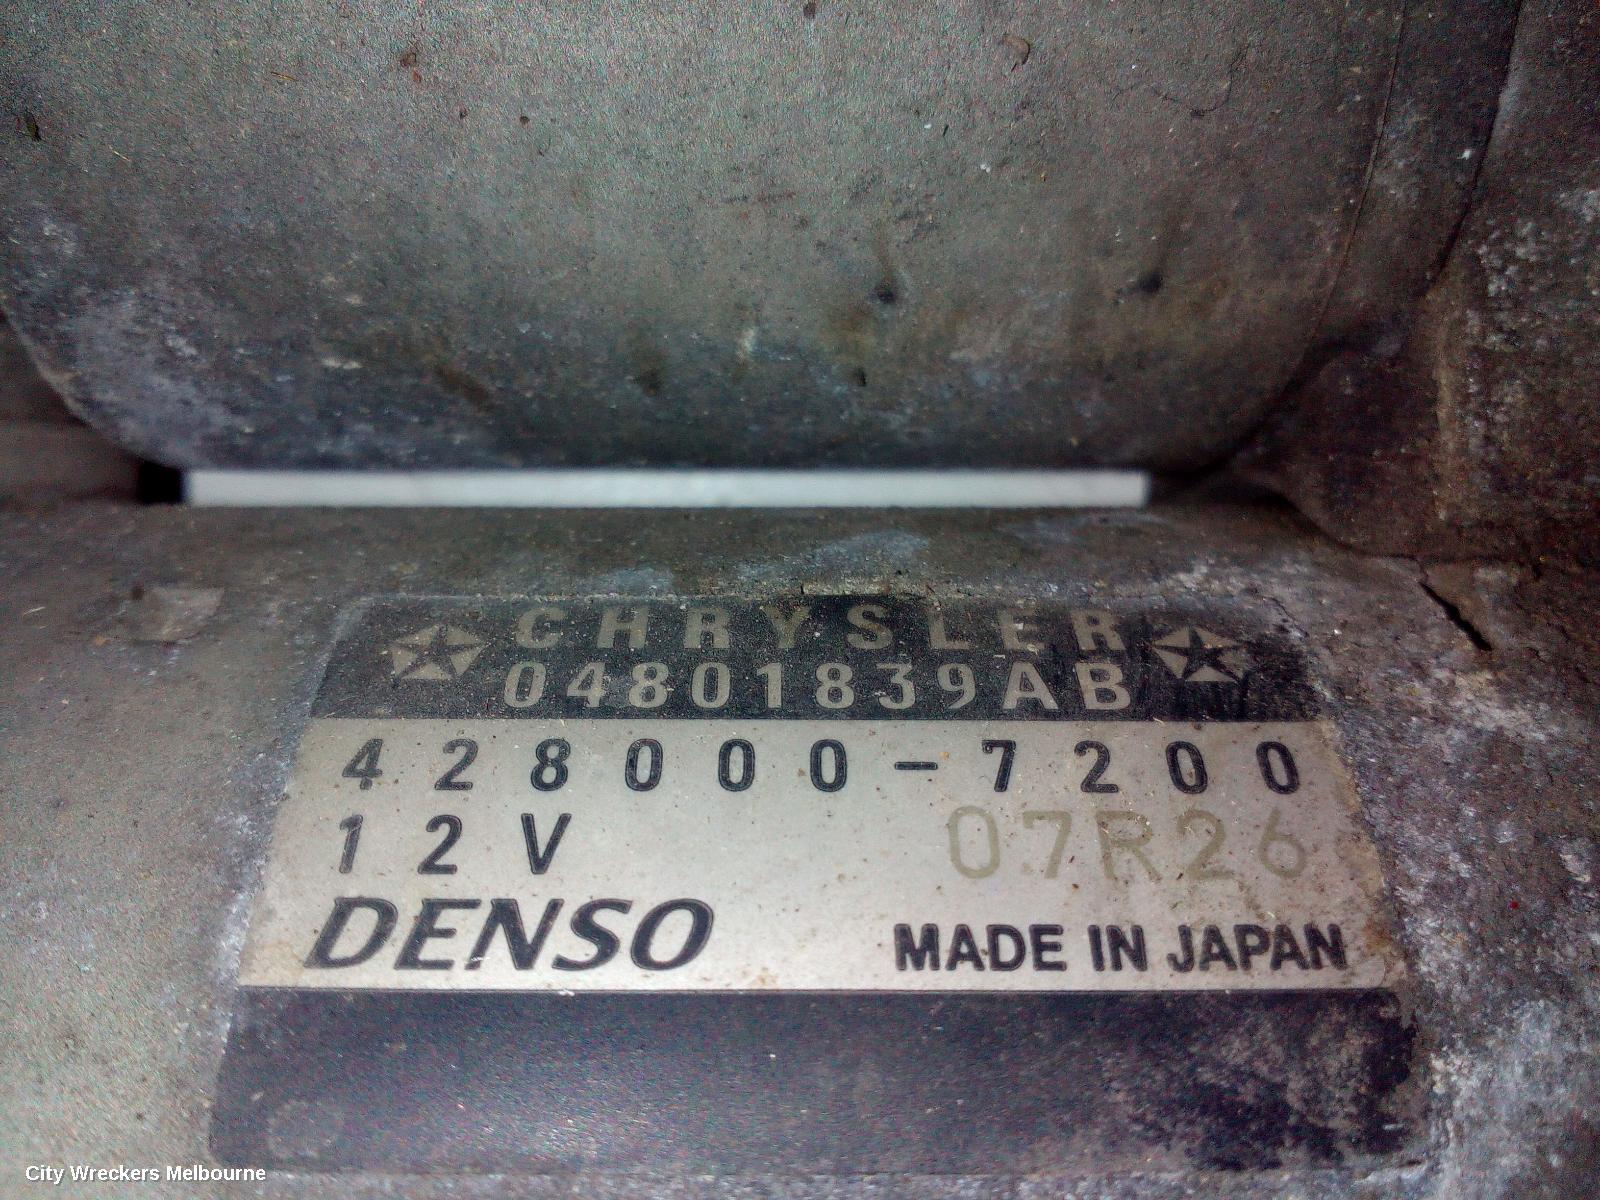 CHRYSLER
04801839AB
428000-7200
12V 07R26
DENSO MADE IN JAPAN
City Wreckers Melbourne